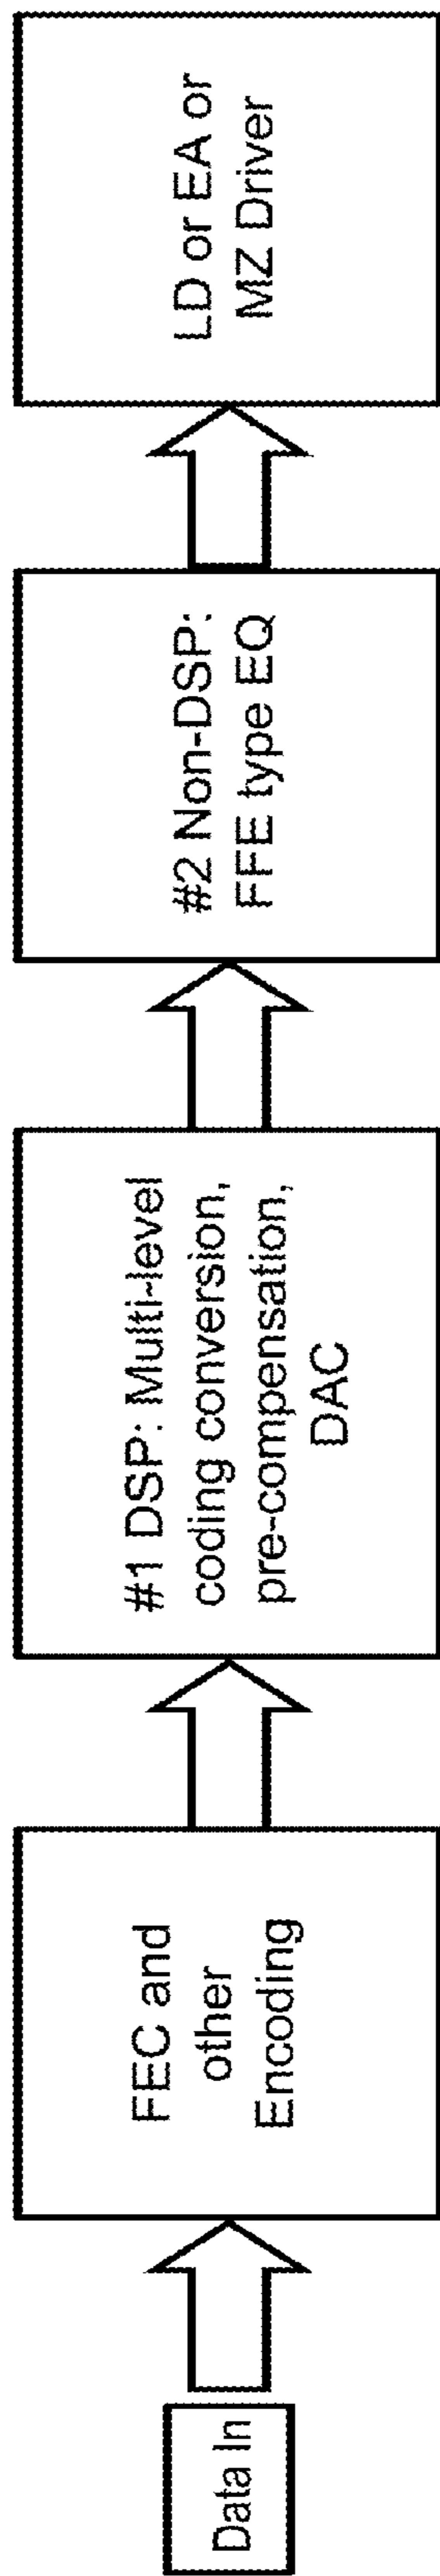 Data In
FEC and
other
Encoding
#1 DSP: Multi-level
coding conversion,
pre-compensation,
DAC
#2 Non-DSP:
FFE type EQ
LD or EA or
MZ Driver